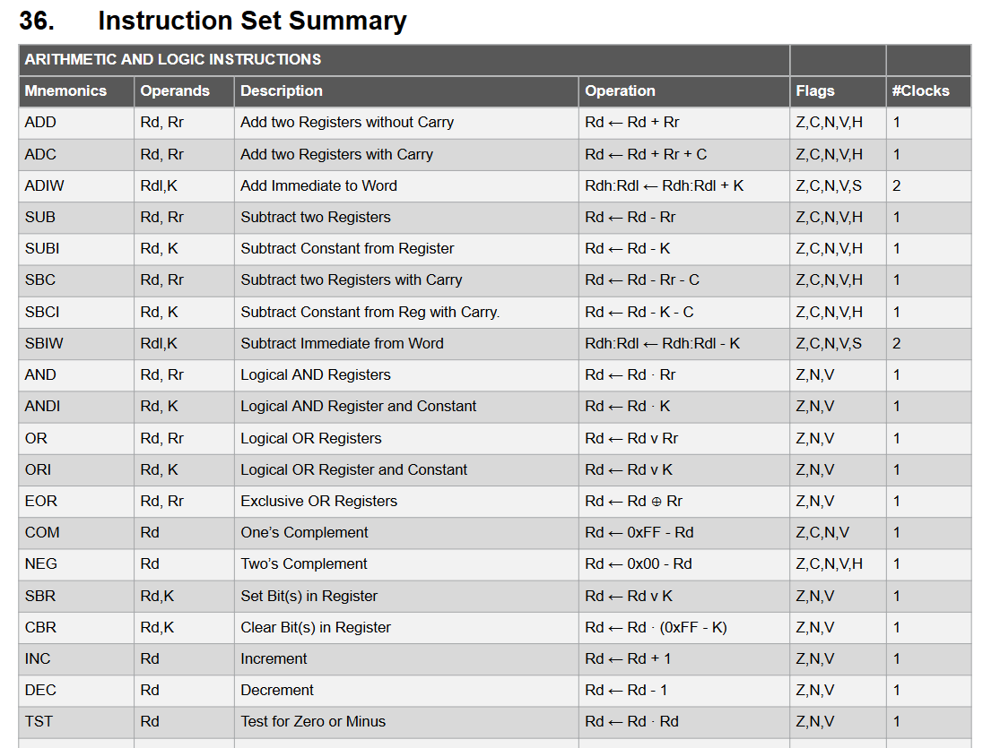 36. Instruction Set Summary
ARITHMETIC AND LOGIC INSTRUCTIONS
Mnemonics Operands Description Operation Flags #Clocks
ADD Rd, Rr Add two Registers without Carry Rd ← Rd + Rr Z,C,N,V,H 1
ADC Rd, Rr Add two Registers with Carry Rd ← Rd + Rr + C Z,C,N,V,H 1
ADIW Rdl,K Add Immediate to Word Rdh:Rdl ← Rdh:Rdl + K Z,C,N,V,S 2
SUB Rd, Rr Subtract two Registers Rd ← Rd - Rr Z,C,N,V,H 1
SUBI Rd, K Subtract Constant from Register Rd ← Rd - K Z,C,N,V,H 1
SBC Rd, Rr Subtract two Registers with Carry Rd ← Rd - Rr - C Z,C,N,V,H 1
SBCI Rd, K Subtract Constant from Reg with Carry. Rd ← Rd - K - C Z,C,N,V,H 1
SBIW Rdl,K Subtract Immediate from Word Rdh:Rdl ← Rdh:Rdl - K Z,C,N,V,S 2
AND Rd, Rr Logical AND Registers Rd ← Rd · Rr Z,N,V 1
ANDI Rd, K Logical AND Register and Constant Rd ← Rd · K Z,N,V 1
OR Rd, Rr Logical OR Registers Rd ← Rd v Rr Z,N,V 1
ORI Rd, K Logical OR Register and Constant Rd ← Rd v K Z,N,V 1
EOR Rd, Rr Exclusive OR Registers Rd ← Rd ⊕ Rr Z,N,V 1
COM Rd One’s Complement Rd ← 0xFF - Rd Z,C,N,V 1
NEG Rd Two’s Complement Rd ← 0x00 - Rd Z,C,N,V,H 1
SBR Rd,K Set Bit(s) in Register Rd ← Rd v K Z,N,V 1
CBR Rd,K Clear Bit(s) in Register Rd ← Rd · (0xFF - K) Z,N,V 1
INC Rd Increment Rd ← Rd + 1 Z,N,V 1
DEC Rd Decrement Rd ← Rd - 1 Z,N,V 1
TST Rd Test for Zero or Minus Rd ← Rd · Rd Z,N,V 1